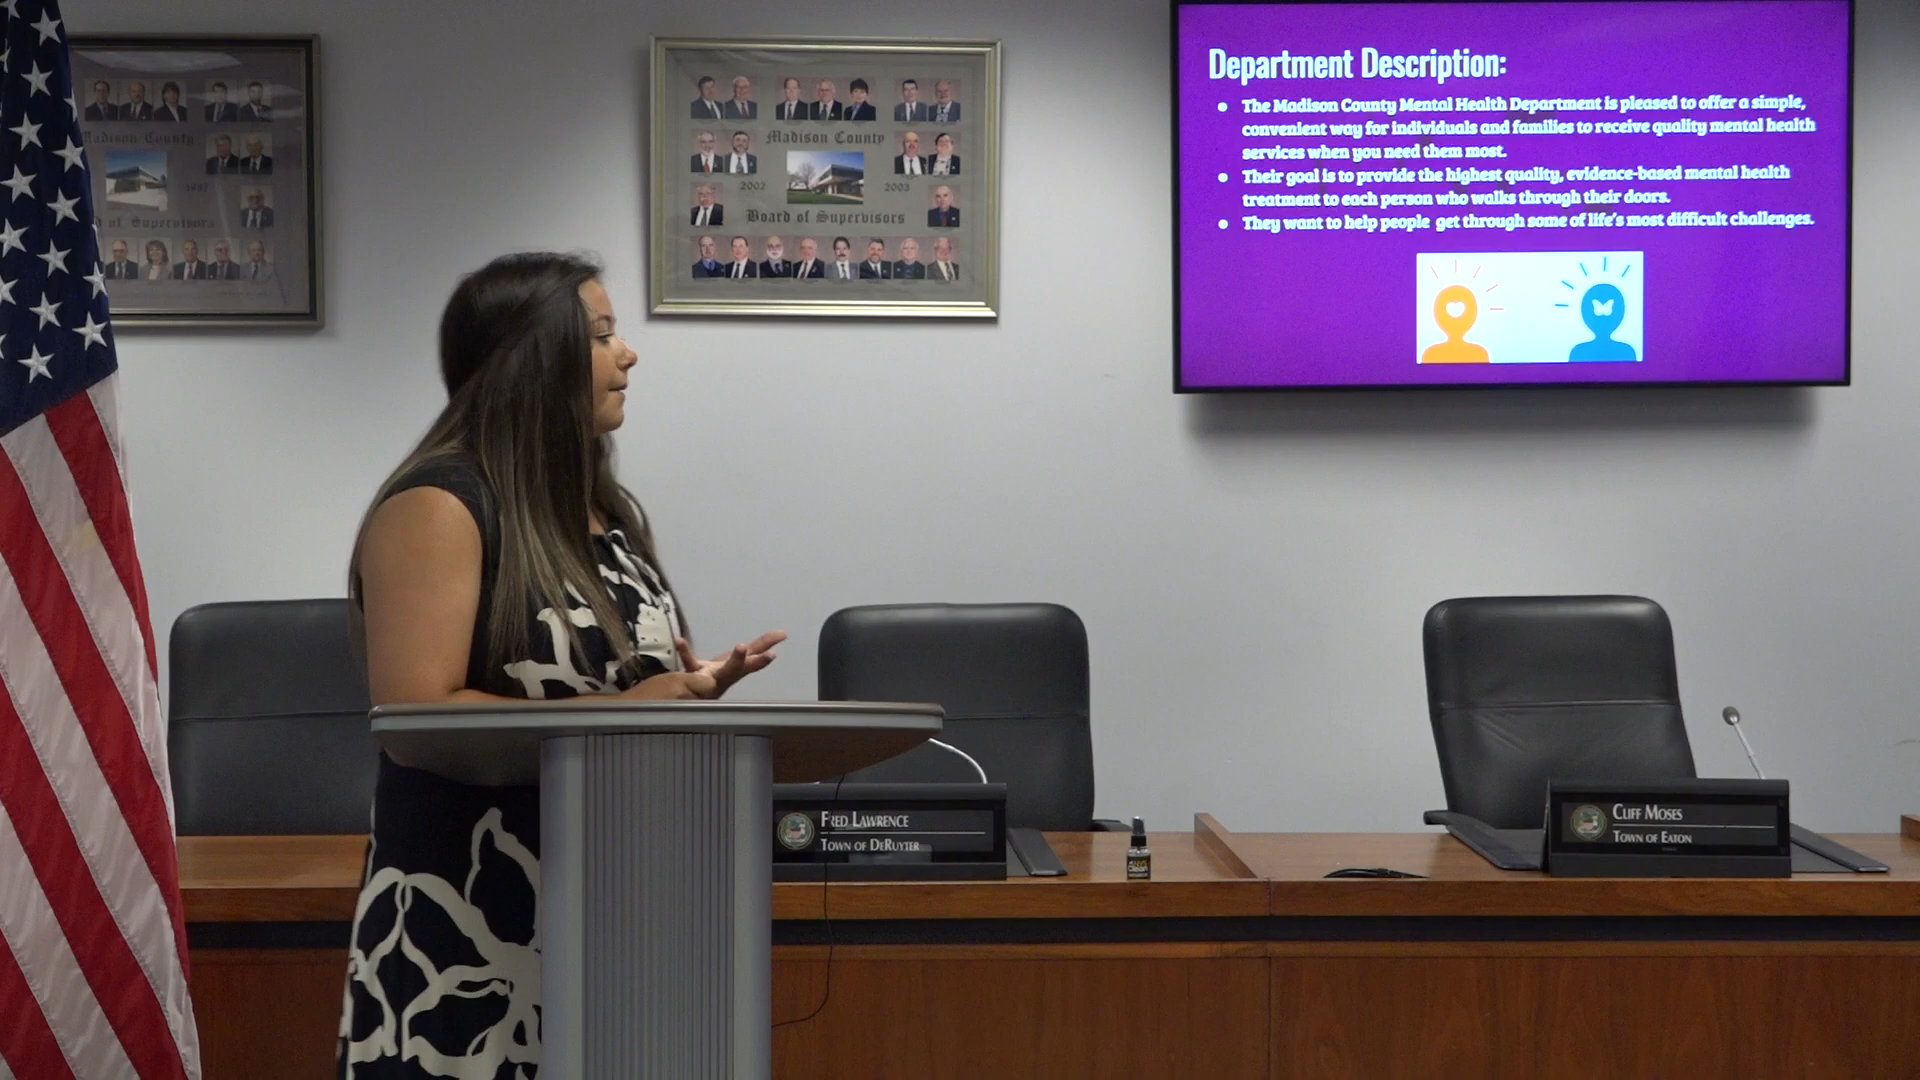 Madison County
1997
d of Supervisors
Madison County
2002 2003
Board of Supervisors
Department Description:
● The Madison County Mental Health Department is pleased to offer a simple,
convenient way for individuals and families to receive quality mental health
services when you need them most.
● Their goal is to provide the highest quality, evidence-based mental health
treatment to each person who walks through their doors.
● They want to help people get through some of life's most difficult challenges.
Fred Lawrence
Town of DeRuyter
Clean
Cliff Moses
Town of Eaton